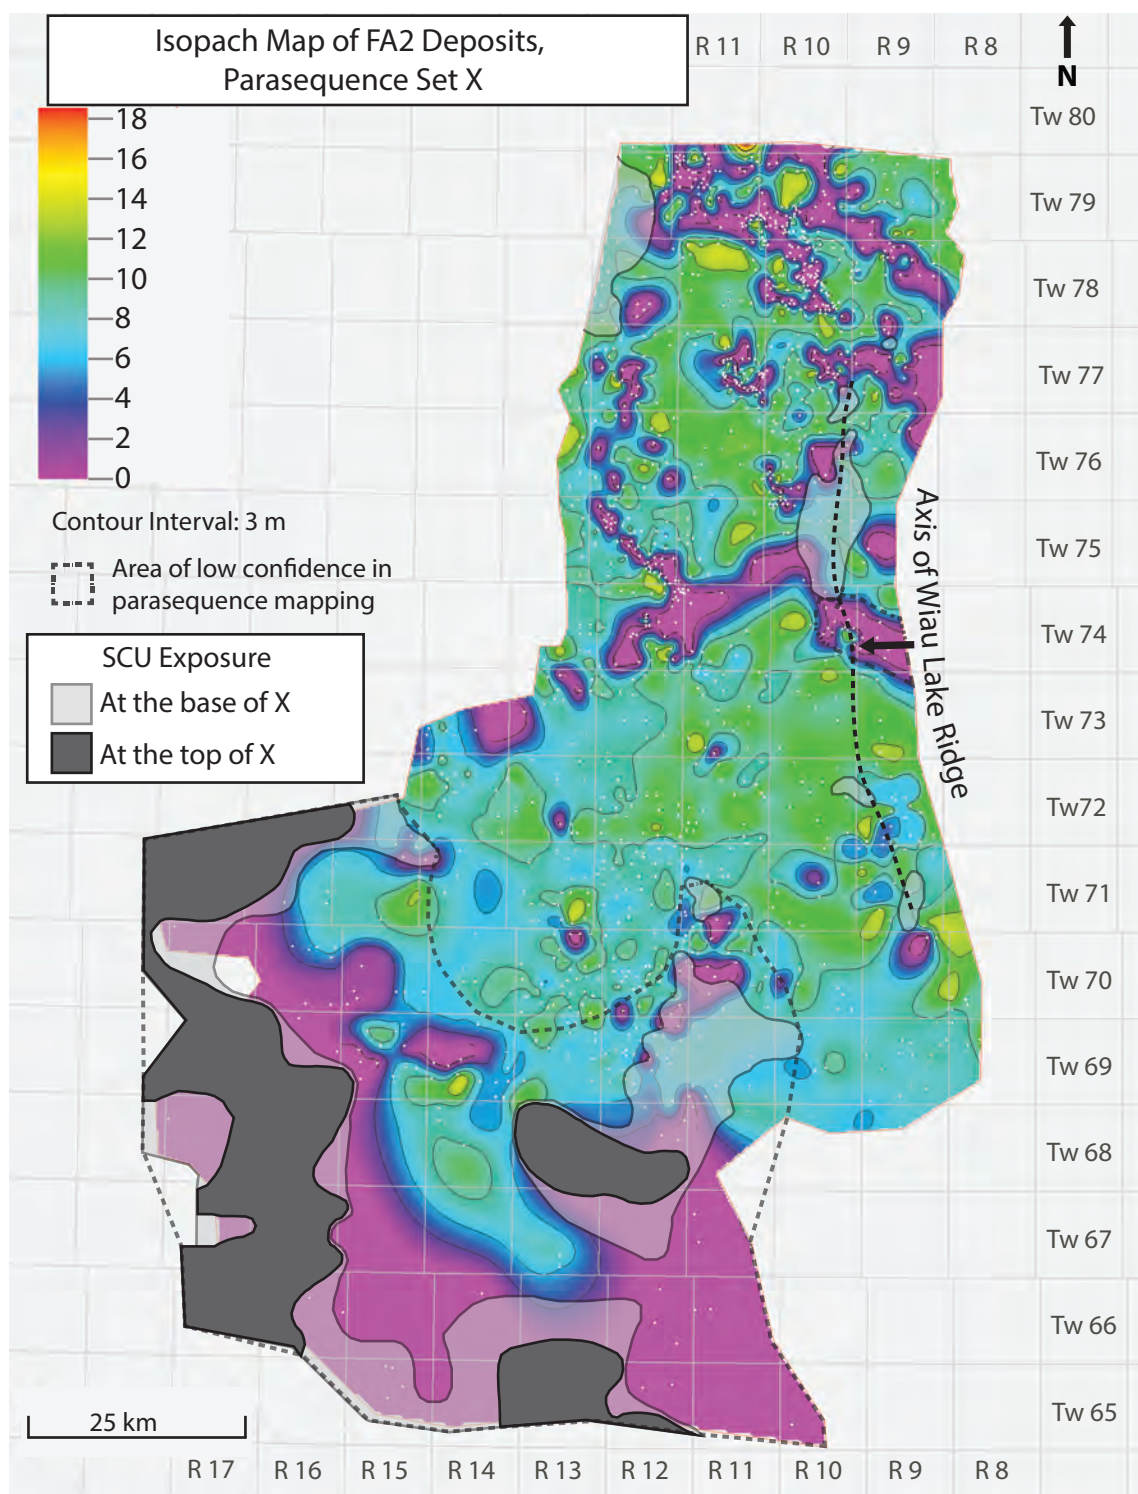 Isopach Map of FA2 Deposits,
Parasequence Set X
R 11
R 10
R 9
R 8
N
18
16
14
12
10
8
6
4
2
0
Contour Interval: 3 m
Area of low confidence in
parasequence mapping
SCU Exposure
At the base of X
At the top of X
Tw 80
Tw 79
Tw 78
Tw 77
Tw 76
Tw 75
Tw 74
Tw 73
Tw72
Tw 71
Tw 70
Tw 69
Tw 68
Tw 67
Tw 66
Tw 65
Axis of Wiau Lake Ridge
25 km
R 17
R 16
R 15
R 14
R 13
R 12
R 11
R 10
R 9
R 8